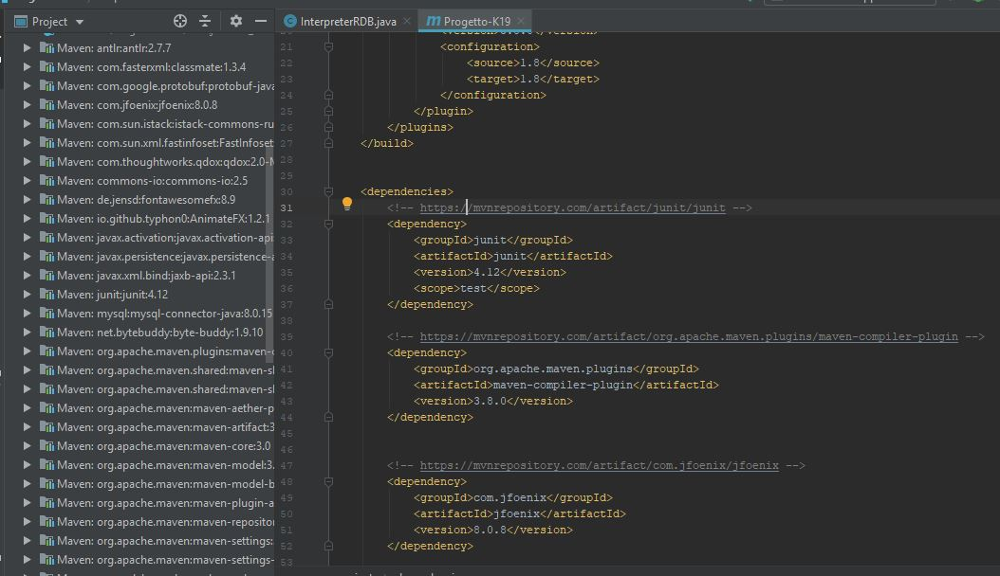 Project
InterpreterRDB.java
Progetto-K19
Maven: antlr:antlr:2.7.7
Maven: com.fasterxml:classmate:1.3.4
Maven: com.google.protobuf:protobuf-java
Maven: com.jfoenix:jfoenix:8.0.8
Maven: com.sun.istack:istack-commons-ru
Maven: com.sun.xml.fastinfoset:FastInfoset:
Maven: com.thoughtworks.qdox:qdox:2.0-M
Maven: commons-io:commons-io:2.5
Maven: de.jensd:fontawesomefx:8.9
Maven: io.github.typhon0:AnimateFX:1.2.1
Maven: javax.activation:javax.activation-api:
Maven: javax.persistence:javax.persistence-a
Maven: javax.xml.bind:jaxb-api:2.3.1
Maven: junit:junit:4.12
Maven: mysql:mysql-connector-java:8.0.15
Maven: net.bytebuddy:byte-buddy:1.9.10
Maven: org.apache.maven.plugins:maven-c
Maven: org.apache.maven.shared:maven-sh
Maven: org.apache.maven.shared:maven-sh
Maven: org.apache.maven:maven-aether-p
Maven: org.apache.maven:maven-artifact:3
Maven: org.apache.maven:maven-core:3.0
Maven: org.apache.maven:maven-model:3.
Maven: org.apache.maven:maven-model-b
Maven: org.apache.maven:maven-plugin-a
Maven: org.apache.maven:maven-repositor
Maven: org.apache.maven:maven-settings:
Maven: org.apache.maven:maven-settings-
21 <configuration>
22 <source>1.8</source>
23 <target>1.8</target>
24 </configuration>
25 </plugin>
26 </plugins>
27 </build>
28
29
30 <dependencies>
31 <!-- https://mvnrepository.com/artifact/junit/junit -->
32 <dependency>
33 <groupId>junit</groupId>
34 <artifactId>junit</artifactId>
35 <version>4.12</version>
36 <scope>test</scope>
37 </dependency>
38
39 <!-- https://mvnrepository.com/artifact/org.apache.maven.plugins/maven-compiler-plugin -->
40 <dependency>
41 <groupId>org.apache.maven.plugins</groupId>
42 <artifactId>maven-compiler-plugin</artifactId>
43 <version>3.8.0</version>
44 </dependency>
45
46
47 <!-- https://mvnrepository.com/artifact/com.jfoenix/jfoenix -->
48 <dependency>
49 <groupId>com.jfoenix</groupId>
50 <artifactId>jfoenix</artifactId>
51 <version>8.0.8</version>
52 </dependency>
53